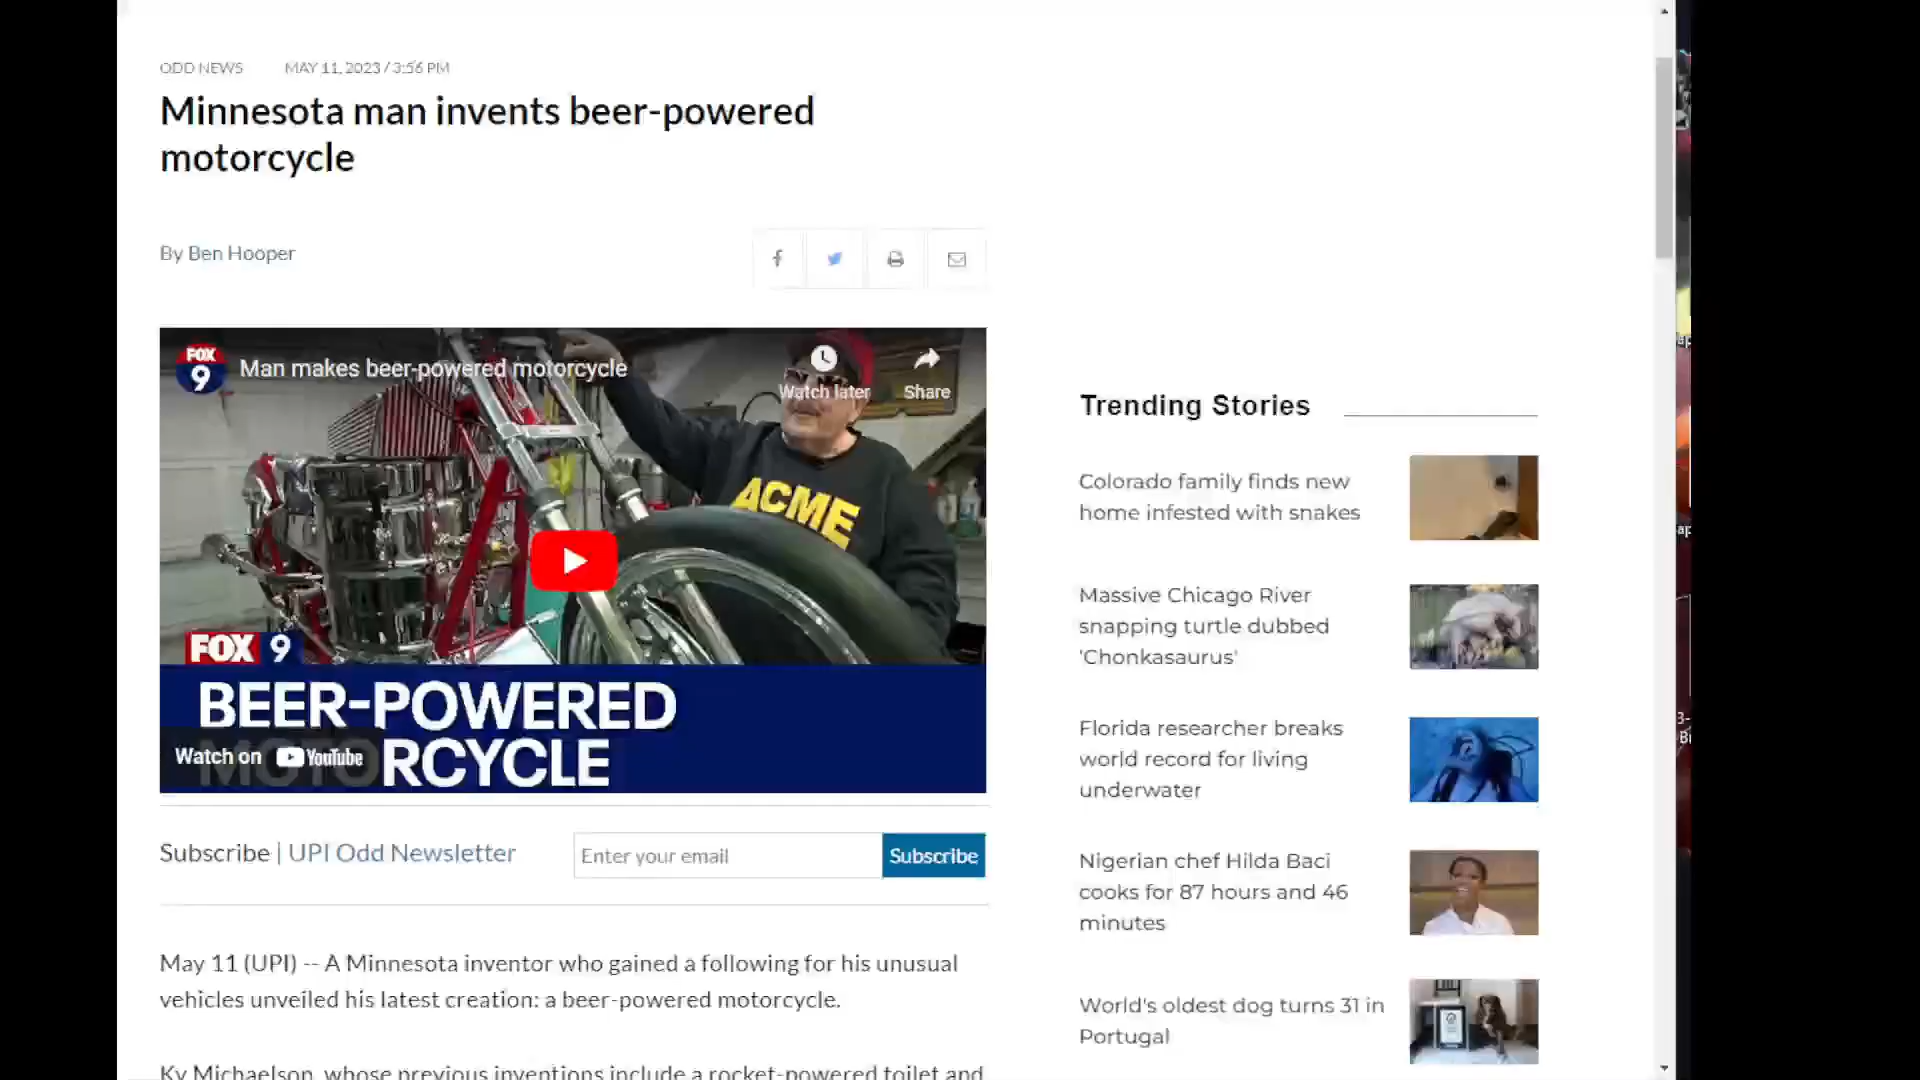 ODD NEWS MAY 11, 2023 / 3:56 PM
Minnesota man invents beer-powered
motorcycle
By Ben Hooper
FOX
9
Man makes beer-powered motorcycle
Watch later
Share
ACME
FOX 9
BEER-POWERED
MOTORCYCLE
Watch on YouTube
Subscribe | UPI Odd Newsletter
Enter your email
Subscribe
May 11 (UPI) -- A Minnesota inventor who gained a following for his unusual
vehicles unveiled his latest creation: a beer-powered motorcycle.
Ky Michaelson, whose previous inventions include a rocket-powered toilet and
Trending Stories
Colorado family finds new
home infested with snakes
Massive Chicago River
snapping turtle dubbed
'Chonkasaurus'
Florida researcher breaks
world record for living
underwater
Nigerian chef Hilda Baci
cooks for 87 hours and 46
minutes
World's oldest dog turns 31 in
Portugal